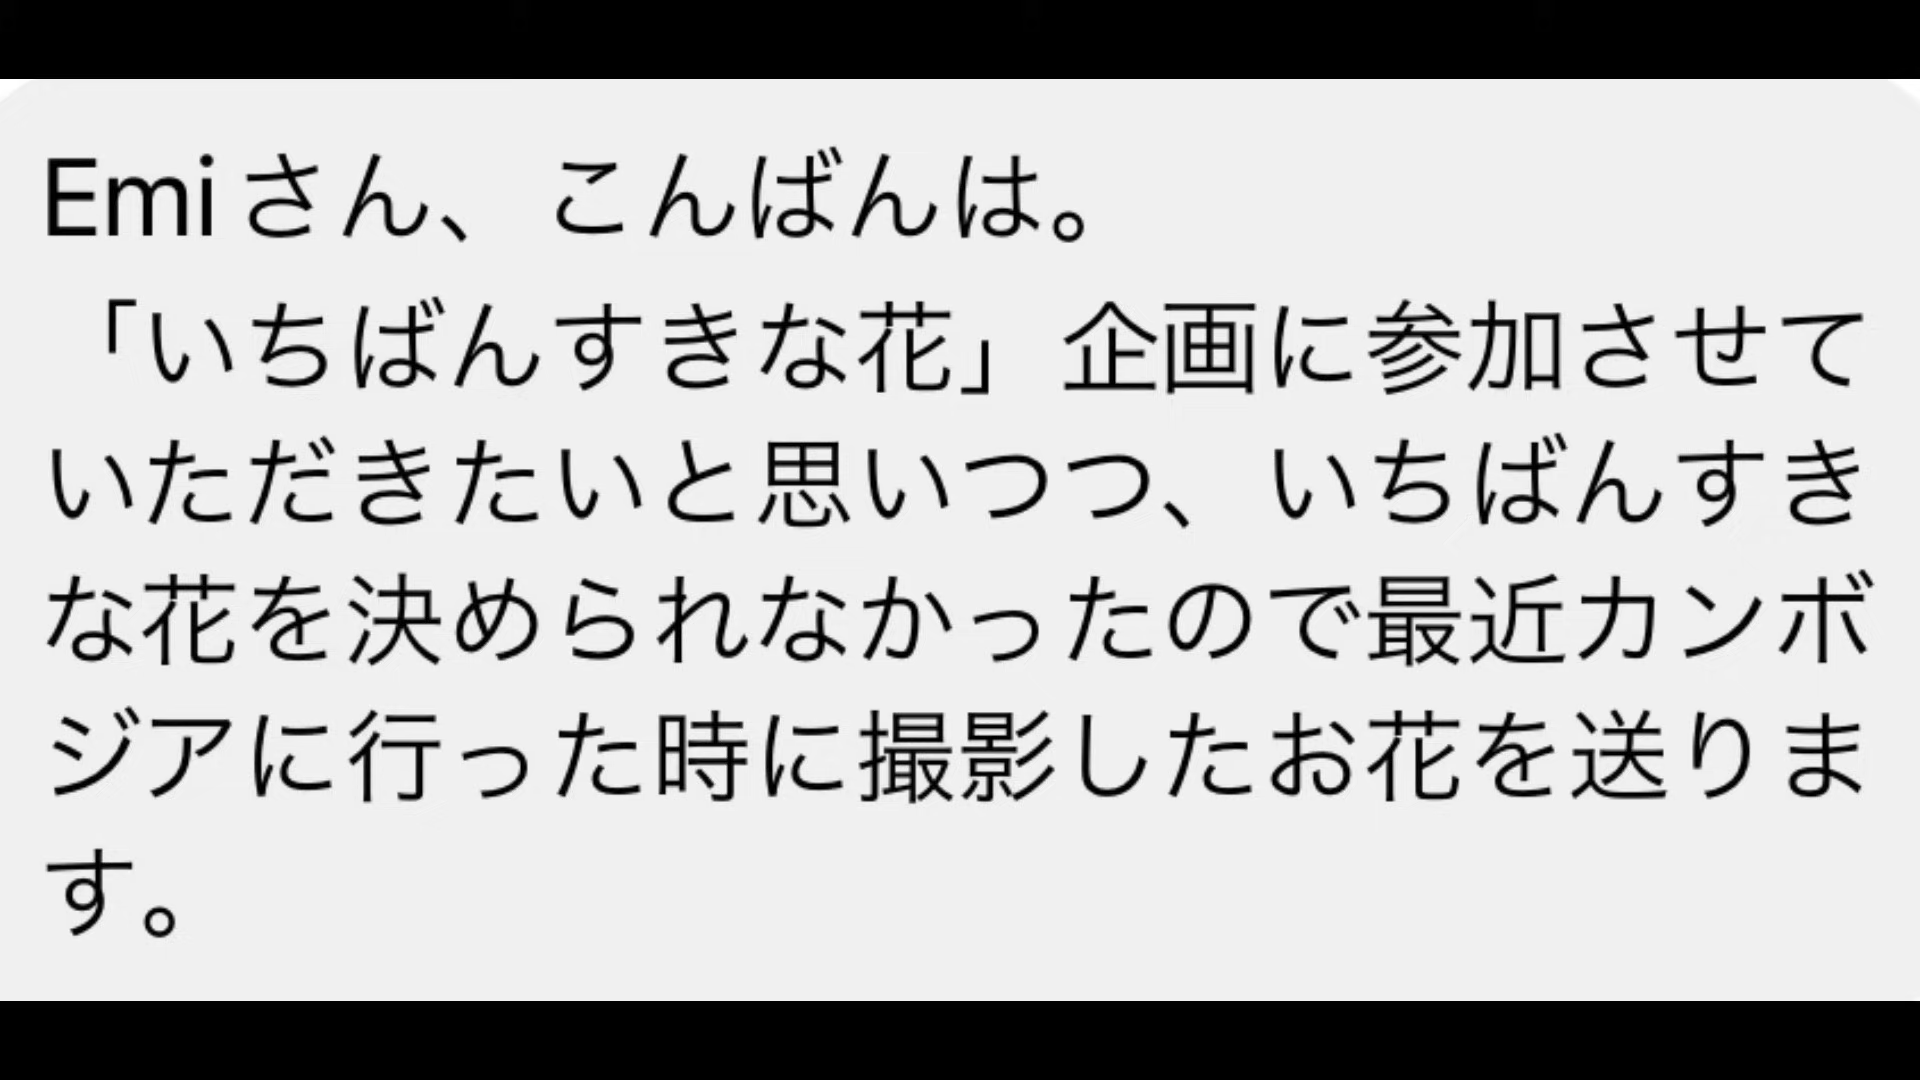 Emiさん、こんばんは。
「いちばんすきな花」企画に参加させて
いただきたいと思いつつ、いちばんすき
な花を決められなかったので最近カンボ
ジアに行った時に撮影したお花を送りま
す。